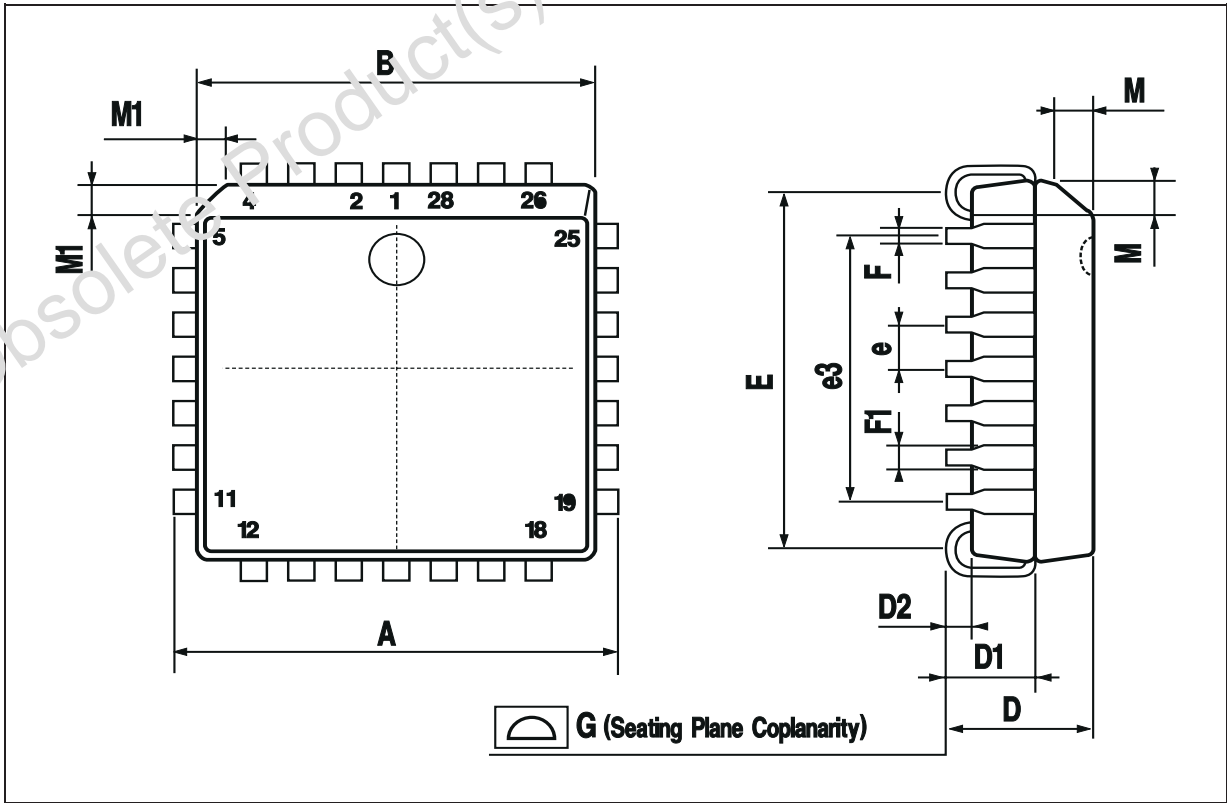 Obsolete Product(s)
B
M1
M
4 2 1 28 26
5 25
M1
M
F
e
E
e3
F1
11 19
12 18
D2
A
D1
D
G (Seating Plane Coplanarity)